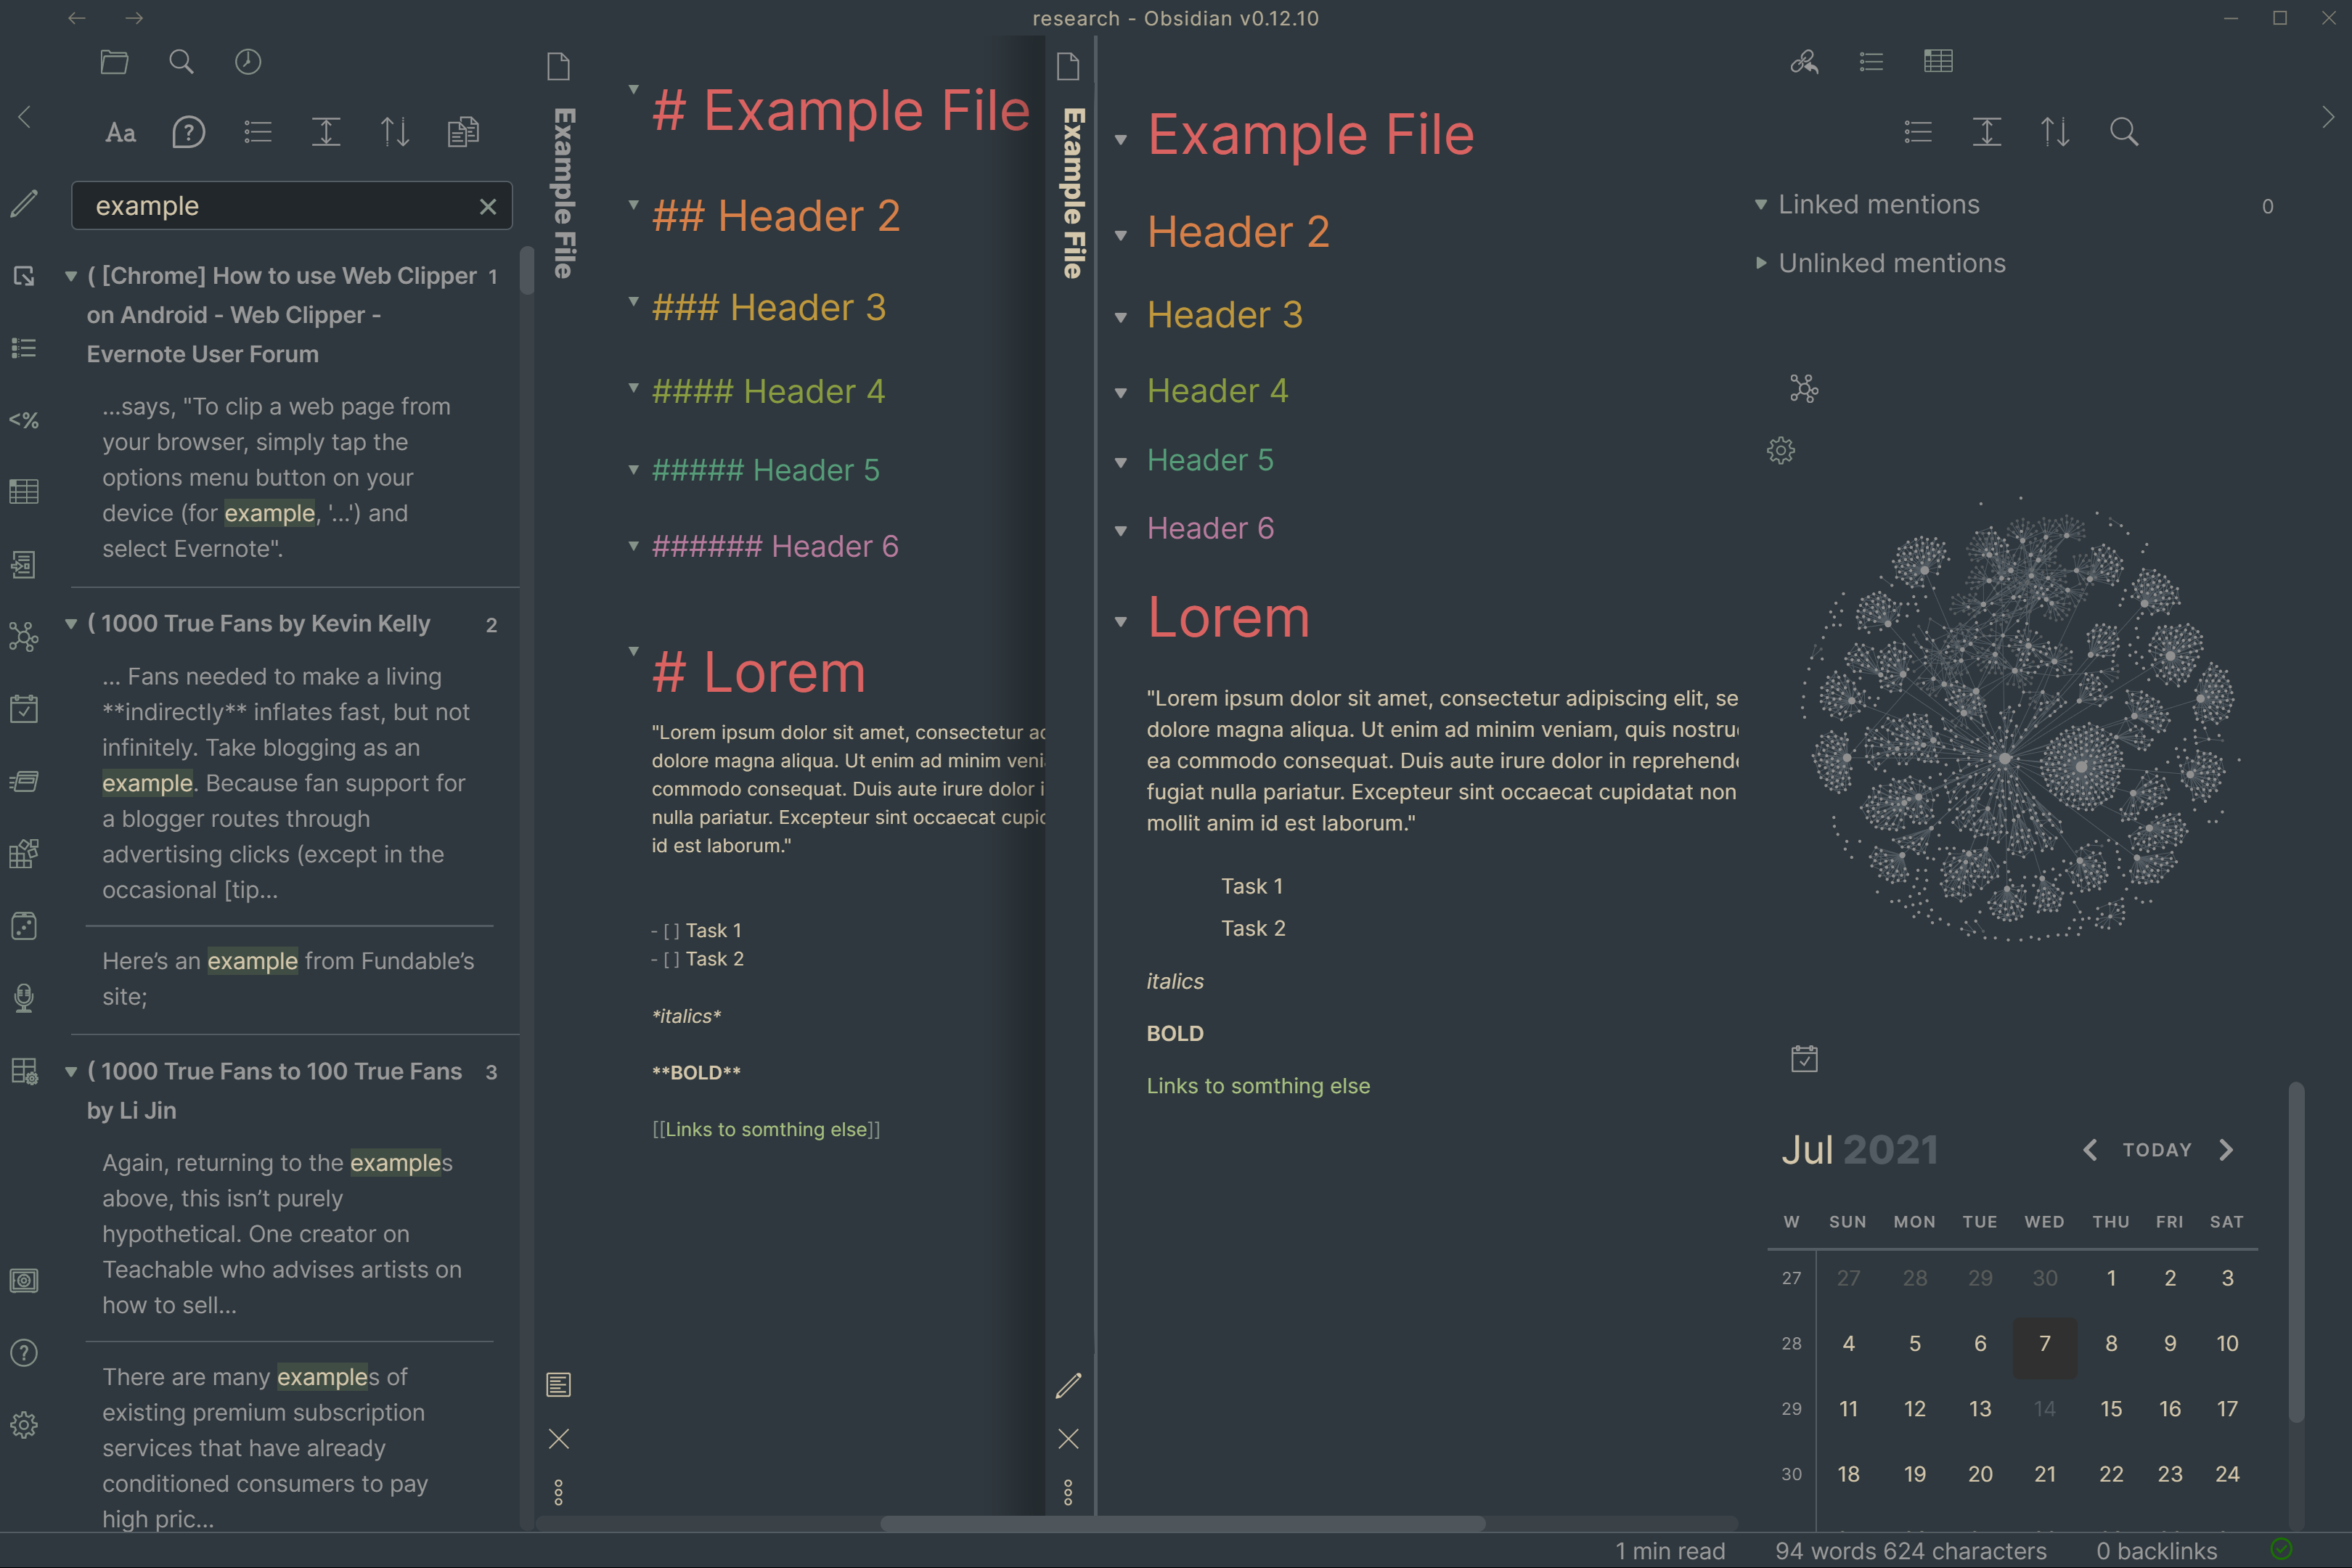 research - Obsidian v0.12.10
Aa
example
( [Chrome] How to use Web Clipper 1
on Android - Web Clipper -
Evernote User Forum
...says, "To clip a web page from
your browser, simply tap the
options menu button on your
device (for example, '...') and
select Evernote".
( 1000 True Fans by Kevin Kelly 2
... Fans needed to make a living
**indirectly** inflates fast, but not
infinitely. Take blogging as an
example. Because fan support for
a blogger routes through
advertising clicks (except in the
occasional [tip...
Here’s an example from Fundable’s
site;
( 1000 True Fans to 100 True Fans 3
by Li Jin
Again, returning to the examples
above, this isn’t purely
hypothetical. One creator on
Teachable who advises artists on
how to sell...
There are many examples of
existing premium subscription
services that have already
conditioned consumers to pay
high pric...
<%
Example File
# Example File
## Header 2
### Header 3
#### Header 4
##### Header 5
###### Header 6
# Lorem
"Lorem ipsum dolor sit amet, consectetur
dolore magna aliqua. Ut enim ad minim
commodo consequat. Duis aute irure dolor
nulla pariatur. Excepteur sint occaecat
id est laborum."
- [ ] Task 1
- [ ] Task 2
*italics*
**BOLD**
[[Links to somthing else]]
Example File
Example File
Header 2
Header 3
Header 4
Header 5
Header 6
Lorem
"Lorem ipsum dolor sit amet, consectetur adipiscing elit, se
dolore magna aliqua. Ut enim ad minim veniam, quis
ea commodo consequat. Duis aute irure dolor in
fugiat nulla pariatur. Excepteur sint occaecat cupidatat non
mollit anim id est laborum."
Task 1
Task 2
italics
BOLD
Links to somthing else
Linked mentions 0
Unlinked mentions
Jul 2021 TODAY
W SUN MON TUE WED THU FRI SAT
27 27 28 29 30 1 2 3
28 4 5 6 7 8 9 10
29 11 12 13 14 15 16 17
30 18 19 20 21 22 23 24
1 min read 94 words 624 characters 0 backlinks